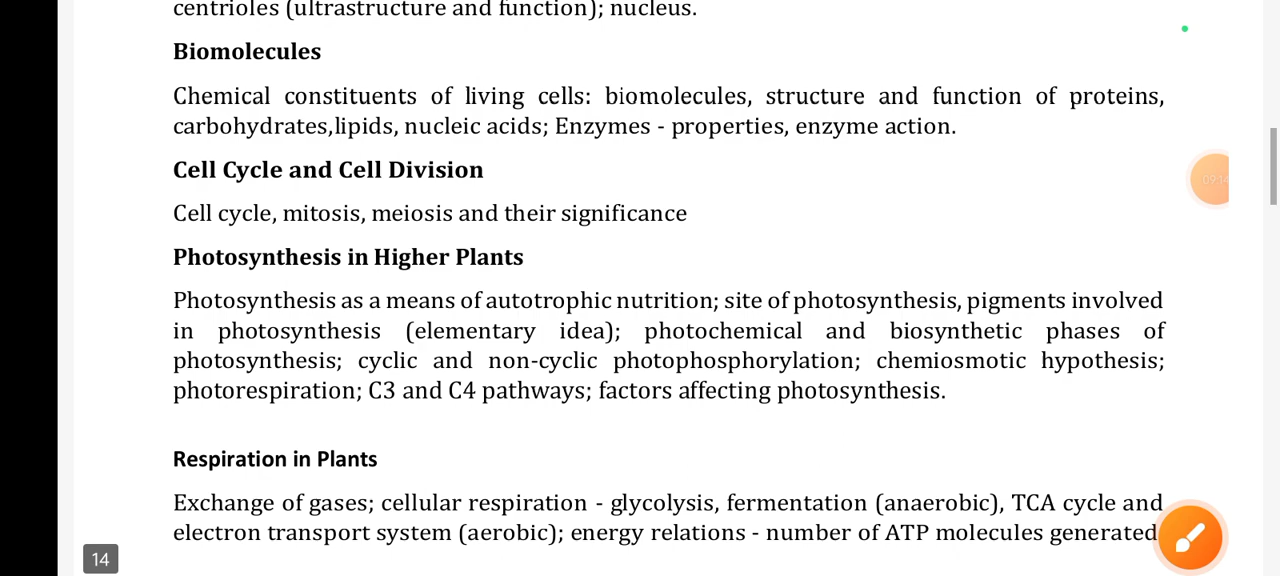 centrioles (ultrastructure and function); nucleus.
Biomolecules
Chemical constituents of living cells: biomolecules, structure and function of proteins,
carbohydrates,lipids, nucleic acids; Enzymes - properties, enzyme action.
Cell Cycle and Cell Division
Cell cycle, mitosis, meiosis and their significance
Photosynthesis in Higher Plants
Photosynthesis as a means of autotrophic nutrition; site of photosynthesis, pigments involved
in photosynthesis (elementary idea); photochemical and biosynthetic phases of
photosynthesis; cyclic and non-cyclic photophosphorylation; chemiosmotic hypothesis;
photorespiration; C3 and C4 pathways; factors affecting photosynthesis.
Respiration in Plants
Exchange of gases; cellular respiration - glycolysis, fermentation (anaerobic), TCA cycle and
electron transport system (aerobic); energy relations - number of ATP molecules generated
14
09:14